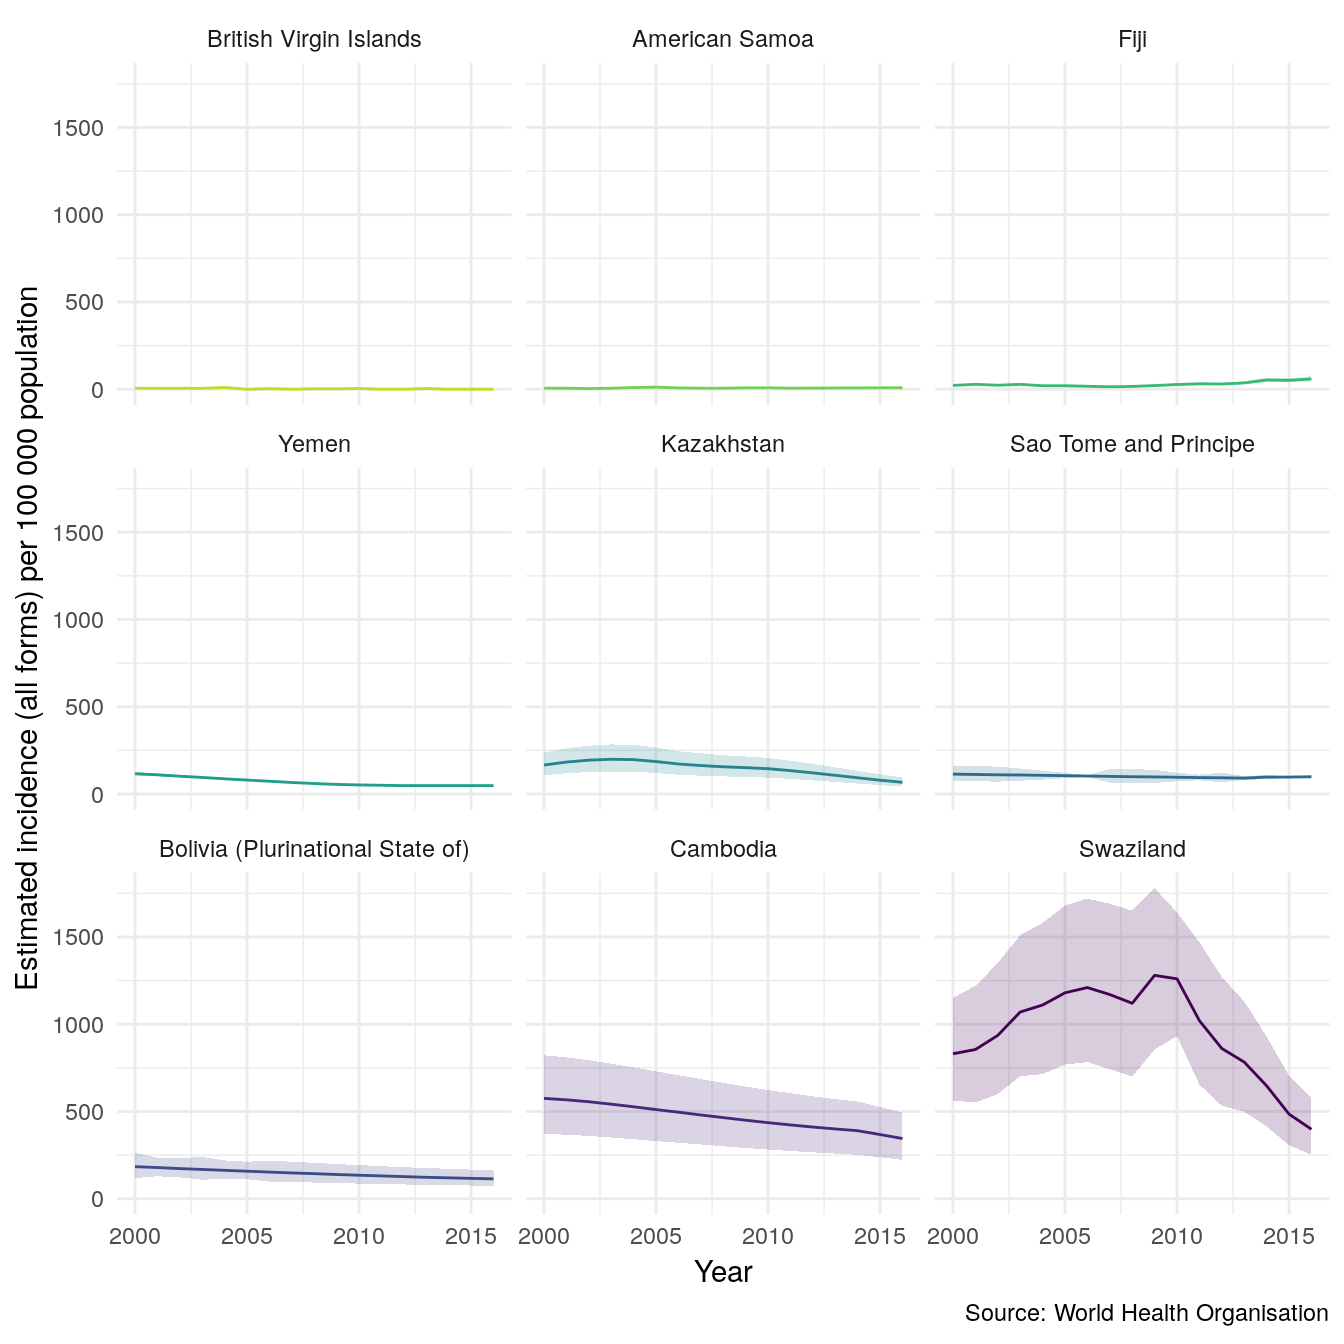 British Virgin Islands
American Samoa
Fiji
1500
1000
500
0
Yemen
Kazakhstan
Sao Tome and Principe
1500
1000
500
0
Bolivia (Plurinational State of)
Cambodia
Swaziland
1500
1000
500
0
2000 2005 2010 2015
2000 2005 2010 2015
2000 2005 2010 2015
Estimated incidence (all forms) per 100 000 population
Year
Source: World Health Organisation